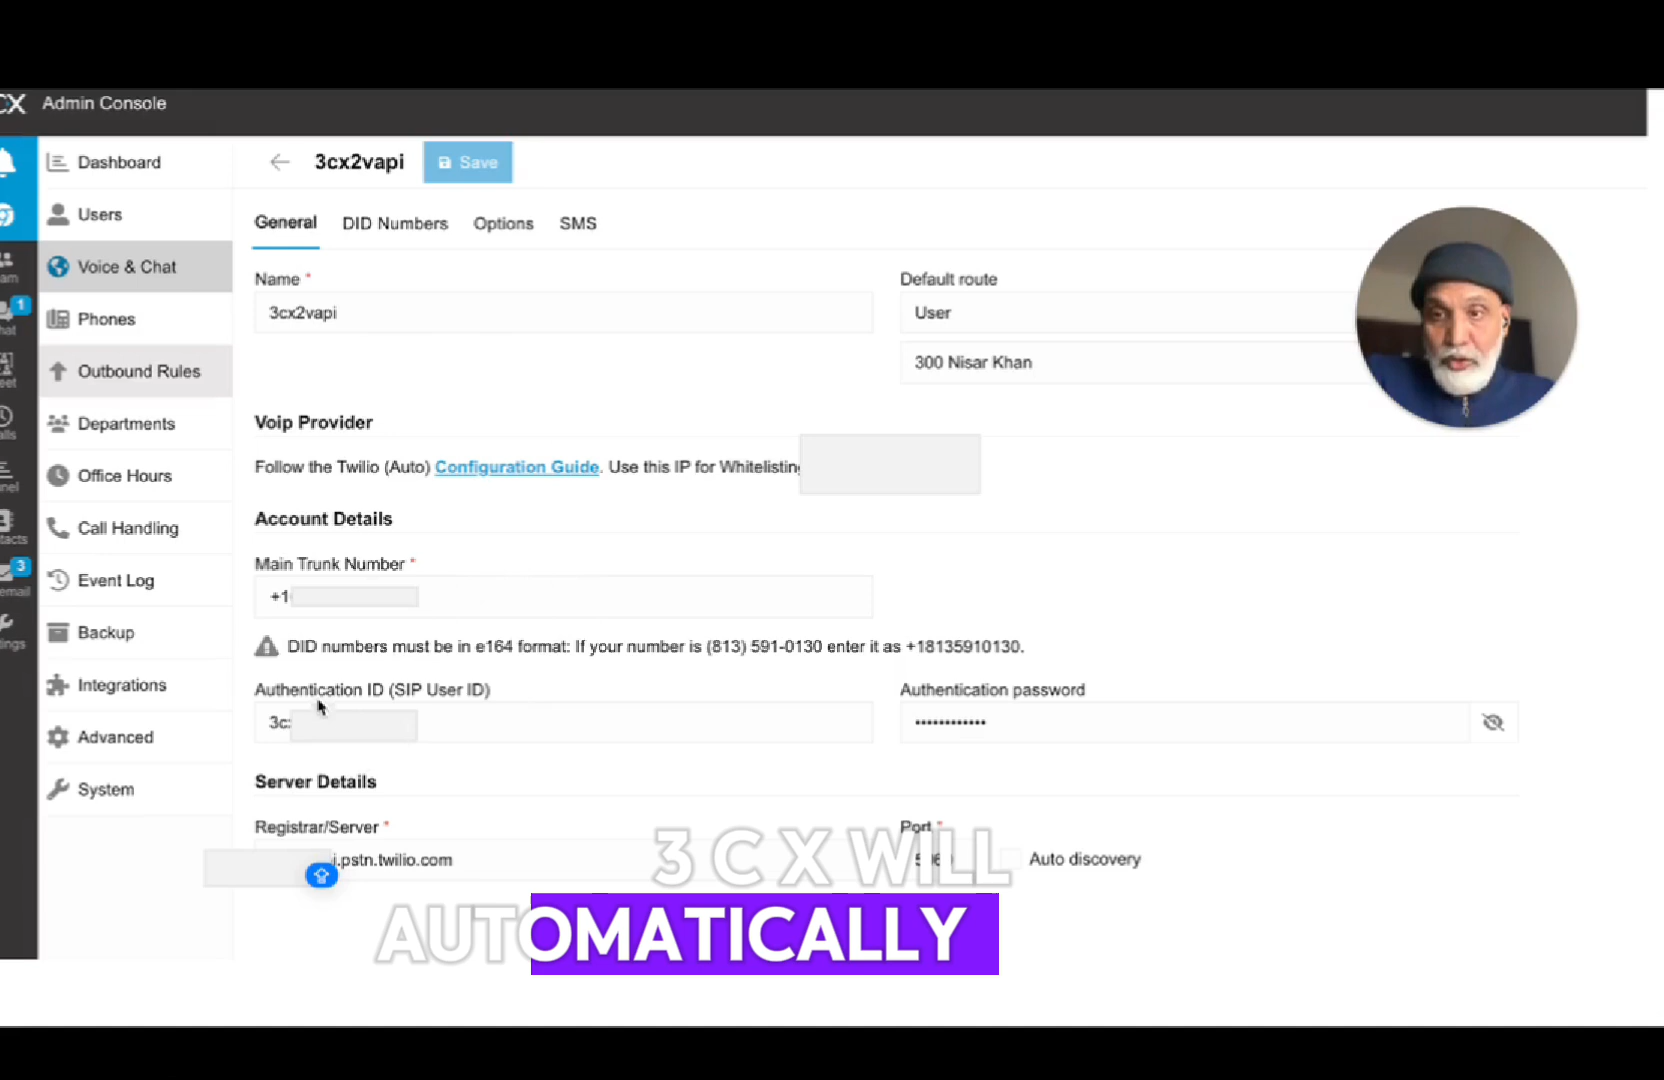 CX Admin Console
Dashboard
Users
Voice & Chat
Phones
Outbound Rules
Departments
Office Hours
Call Handling
Event Log
Backup
Integrations
Advanced
System
1
3
3cx2vapi
Save
General DID Numbers Options SMS
Name *
3cx2vapi
Default route
User
300 Nisar Khan
Voip Provider
Follow the Twilio (Auto) Configuration Guide. Use this IP for Whitelisting
Account Details
Main Trunk Number *
+1
DID numbers must be in e164 format: If your number is (813) 591-0130 enter it as +18135910130.
Authentication ID (SIP User ID)
3c
Authentication password
••••••••••••
Server Details
Registrar/Server *
.pstn.twilio.com
Port *
Auto discovery
3 C X WILL
AUTOMATICALLY